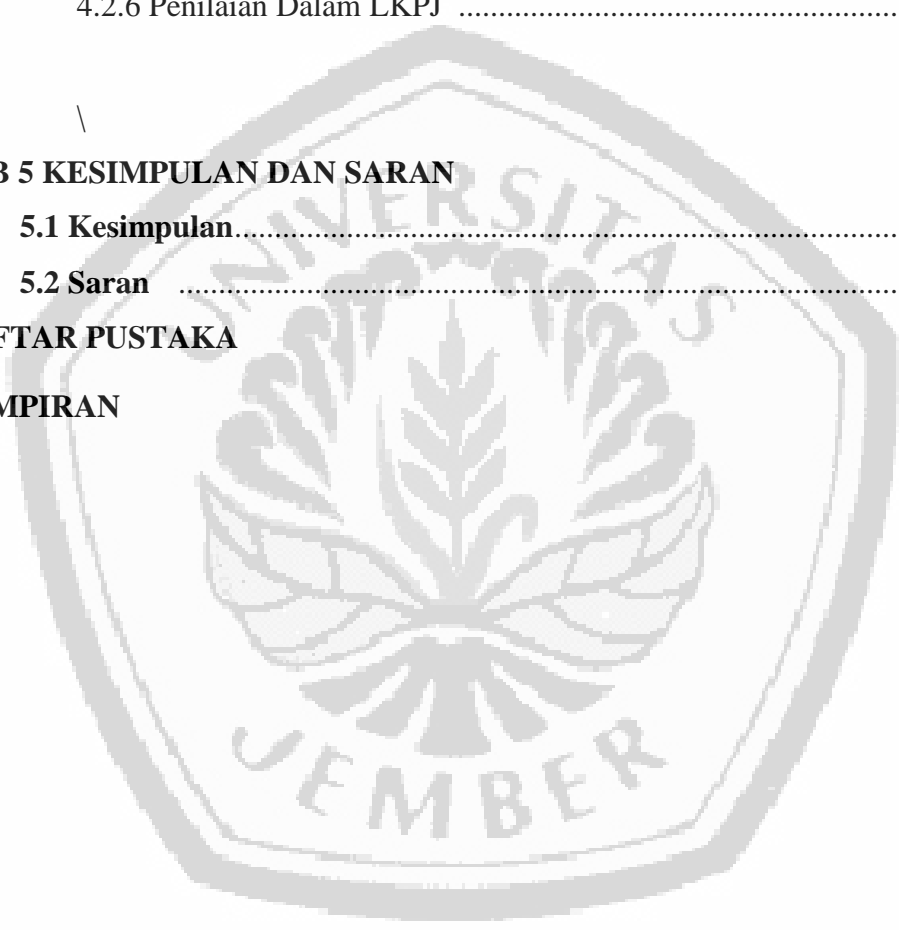 4.2.6 Penilaian Dalam LKPJ ....................................................................
\
B 5 KESIMPULAN DAN SARAN
5.1 Kesimpulan....................................................................................
5.2 Saran ..........................................................................................
FTAR PUSTAKA
MPIRAN
UNIVERSITAS
JEMBER